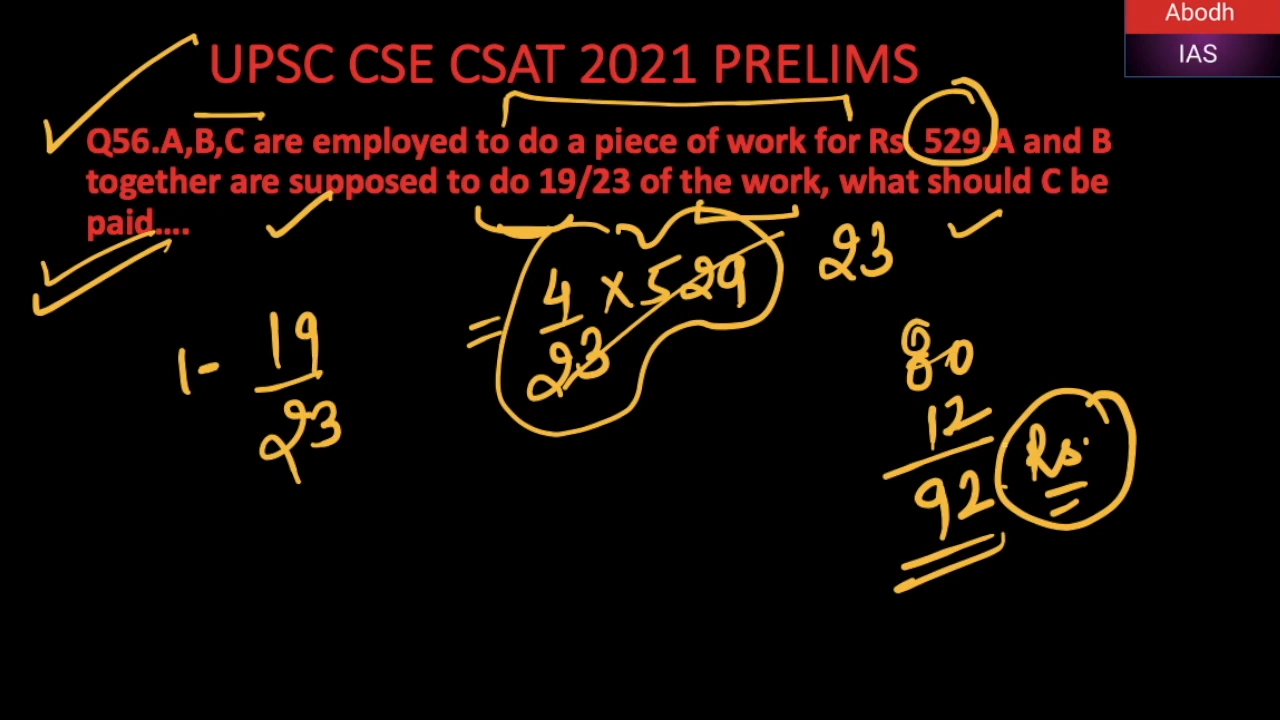 Abodh
IAS
UPSC CSE CSAT 2021 PRELIMS
Q56.A,B,C are employed to do a piece of work for Rs. 529.A and B
together are supposed to do 19/23 of the work, what should C be
paid....
1- 19/23
= 4/23 × 529
23
80
12
92 Rs.